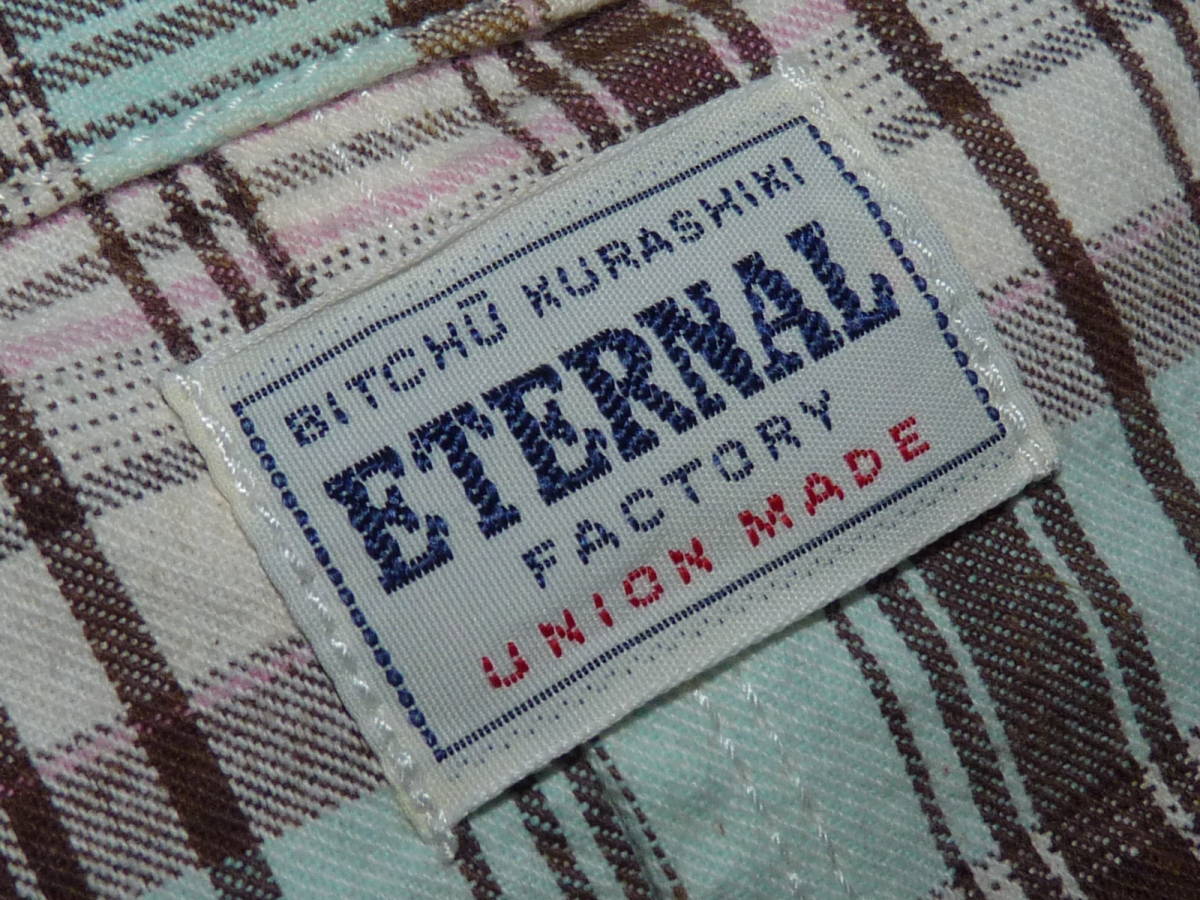 BITCHŪ KURASHIKI
ETERNAL
FACTORY
UNION MADE